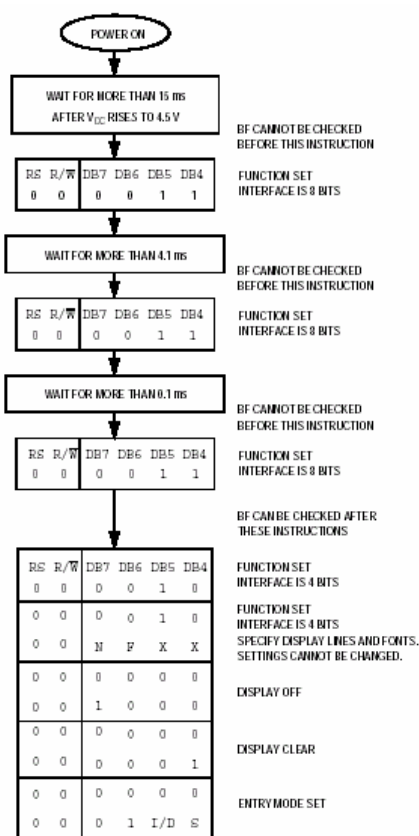 POWER ON
WAIT FOR MORE THAN 15 ms
AFTER VCC RISES TO 4.5 V
BF CANNOT BE CHECKED
BEFORE THIS INSTRUCTION
RS R/W DB7 DB6 DB5 DB4
0 0 0 0 1 1
FUNCTION SET
INTERFACE IS 8 BITS
WAIT FOR MORE THAN 4.1 ms
BF CANNOT BE CHECKED
BEFORE THIS INSTRUCTION
RS R/W DB7 DB6 DB5 DB4
0 0 0 0 1 1
FUNCTION SET
INTERFACE IS 8 BITS
WAIT FOR MORE THAN 0.1 ms
BF CANNOT BE CHECKED
BEFORE THIS INSTRUCTION
RS R/W DB7 DB6 DB5 DB4
0 0 0 0 1 1
FUNCTION SET
INTERFACE IS 8 BITS
BF CAN BE CHECKED AFTER
THESE INSTRUCTIONS
RS R/W DB7 DB6 DB5 DB4
0 0 0 0 1 0
FUNCTION SET
INTERFACE IS 4 BITS
0 0 0 0 1 0
0 0 N F X X
FUNCTION SET
INTERFACE IS 4 BITS
SPECIFY DISPLAY LINES AND FONTS.
SETTINGS CANNOT BE CHANGED.
0 0 0 0 0 0
0 0 1 0 0 0
DISPLAY OFF
0 0 0 0 0 0
0 0 0 0 0 1
DISPLAY CLEAR
0 0 0 0 0 0
0 0 0 1 I/D S
ENTRY MODE SET